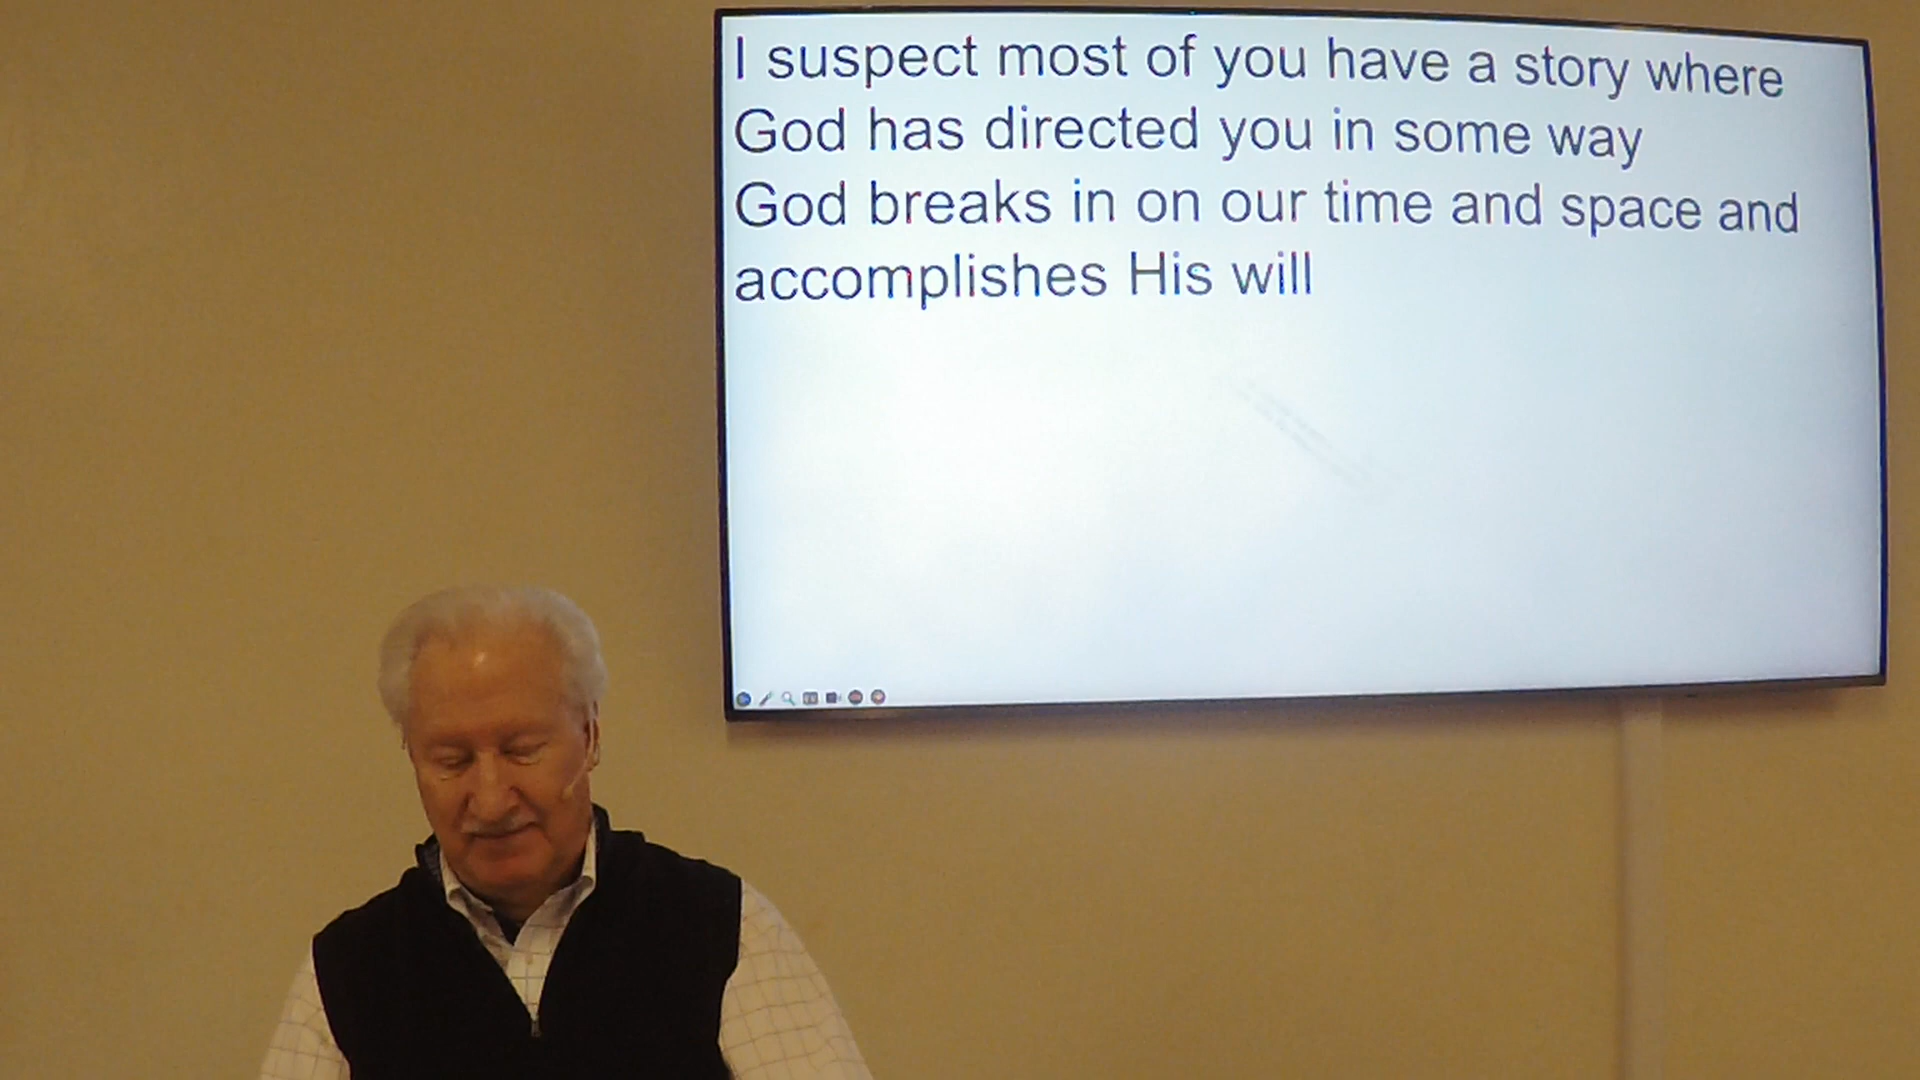 I suspect most of you have a story where
God has directed you in some way
God breaks in on our time and space and
accomplishes His will